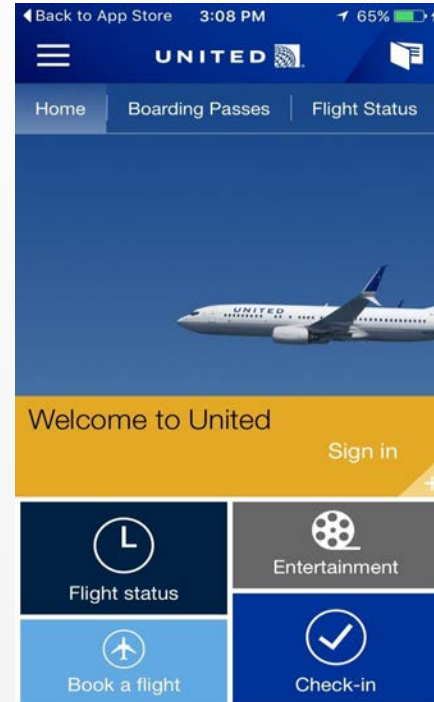 Back to App Store 3:08 PM 65%
UNITED
Home Boarding Passes Flight Status
UNITED
Welcome to United
Sign in
Flight status
Entertainment
Book a flight
Check-in